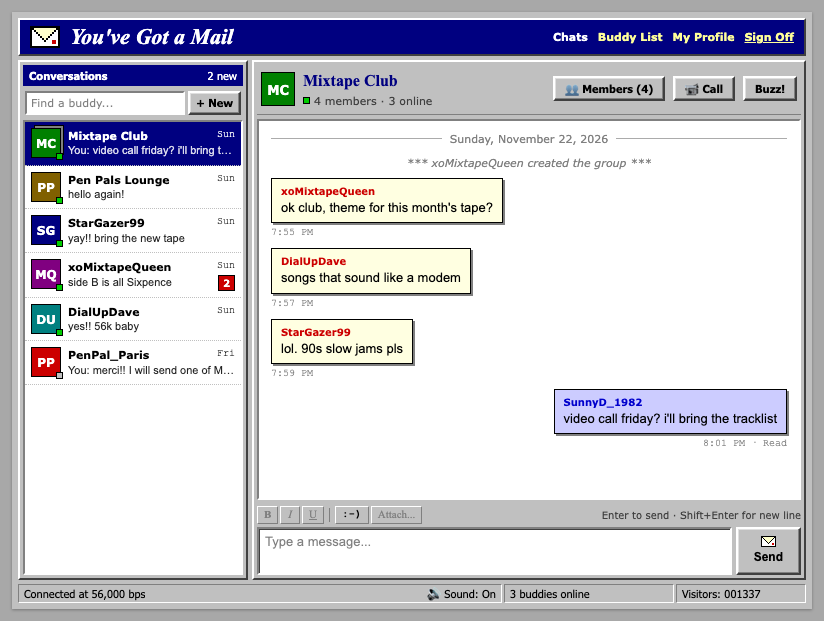 You've Got a Mail
Chats Buddy List My Profile Sign Off
Conversations 2 new
Find a buddy... + New
MC Mixtape Club Sun
You: video call friday? i'll bring t...
PP Pen Pals Lounge Sun
hello again!
SG StarGazer99 Sun
yay!! bring the new tape
MQ xoMixtapeQueen Sun
side B is all Sixpence 2
DU DialUpDave Sun
yes!! 56k baby
PP PenPal_Paris Fri
You: merci!! I will send one of M...
MC Mixtape Club
4 members · 3 online
Members (4) Call Buzz!
Sunday, November 22, 2026
*** xoMixtapeQueen created the group ***
xoMixtapeQueen
ok club, theme for this month's tape?
7:55 PM
DialUpDave
songs that sound like a modem
7:57 PM
StarGazer99
lol. 90s slow jams pls
7:59 PM
SunnyD_1982
video call friday? i'll bring the tracklist
8:01 PM · Read
B I U :-) Attach... Enter to send · Shift+Enter for new line
Type a message...
Send
Connected at 56,000 bps Sound: On 3 buddies online Visitors: 001337